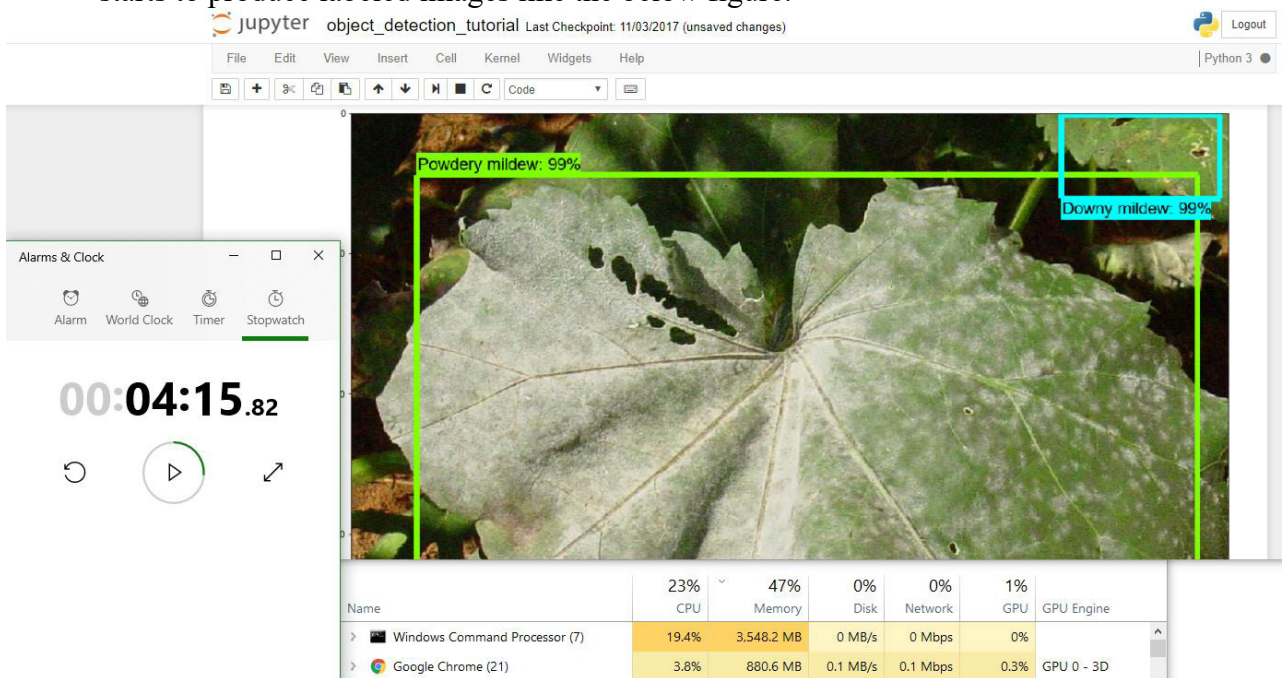 starts to produce labeled images like the below figure.
jupyter object_detection_tutorial Last Checkpoint: 11/03/2017 (unsaved changes) Logout
File Edit View Insert Cell Kernel Widgets Help Python 3
Code
0
Powdery mildew: 99%
Downy mildew: 99%
Alarms & Clock
Alarm World Clock Timer Stopwatch
00:04:15.82
23% 47% 0% 0% 1%
Name CPU Memory Disk Network GPU GPU Engine
Windows Command Processor (7) 19.4% 3,548.2 MB 0 MB/s 0 Mbps 0%
Google Chrome (21) 3.8% 880.6 MB 0.1 MB/s 0.1 Mbps 0.3% GPU 0 - 3D